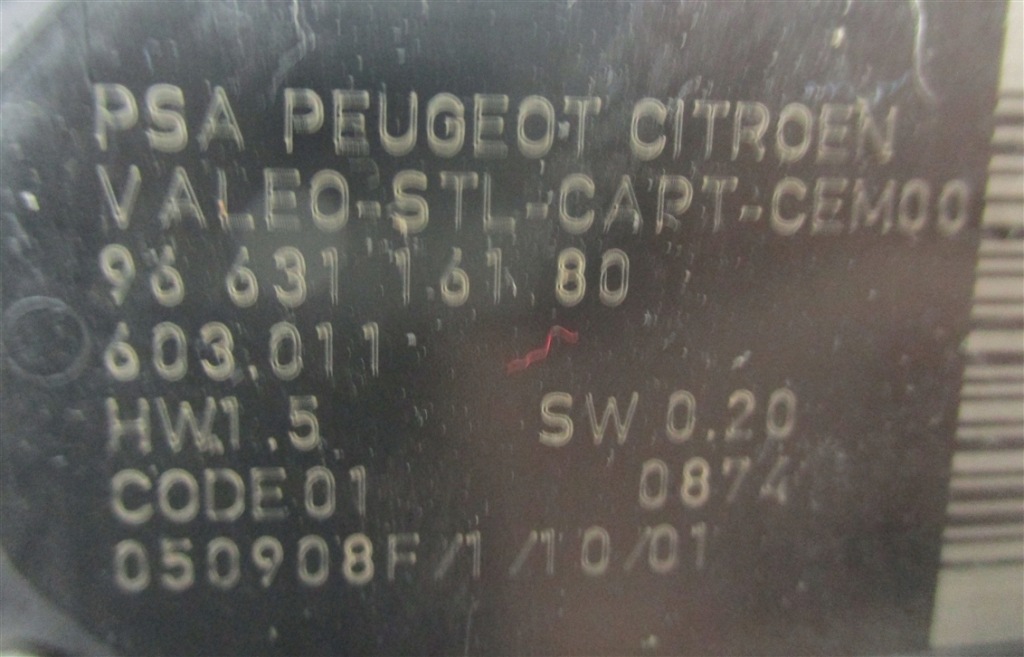 PSA PEUGEOT CITROEN
VALEO-STL-CAPT-CEM00
96 631 161 80
603.011
HW1.5 SW 0.20
CODE 01 0874
050908F/1/10/01